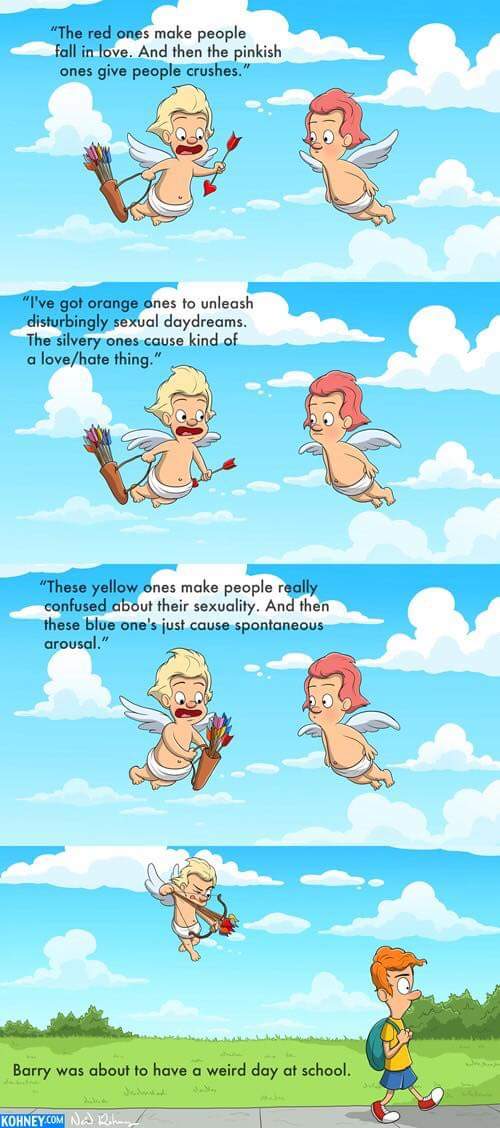 "The red ones make people
fall in love. And then the pinkish
ones give people crushes."
"I've got orange ones to unleash
disturbingly sexual daydreams.
The silvery ones cause kind of
a love/hate thing."
"These yellow ones make people really
confused about their sexuality. And then
these blue one's just cause spontaneous
arousal."
Barry was about to have a weird day at school.
KOHNEY.COM